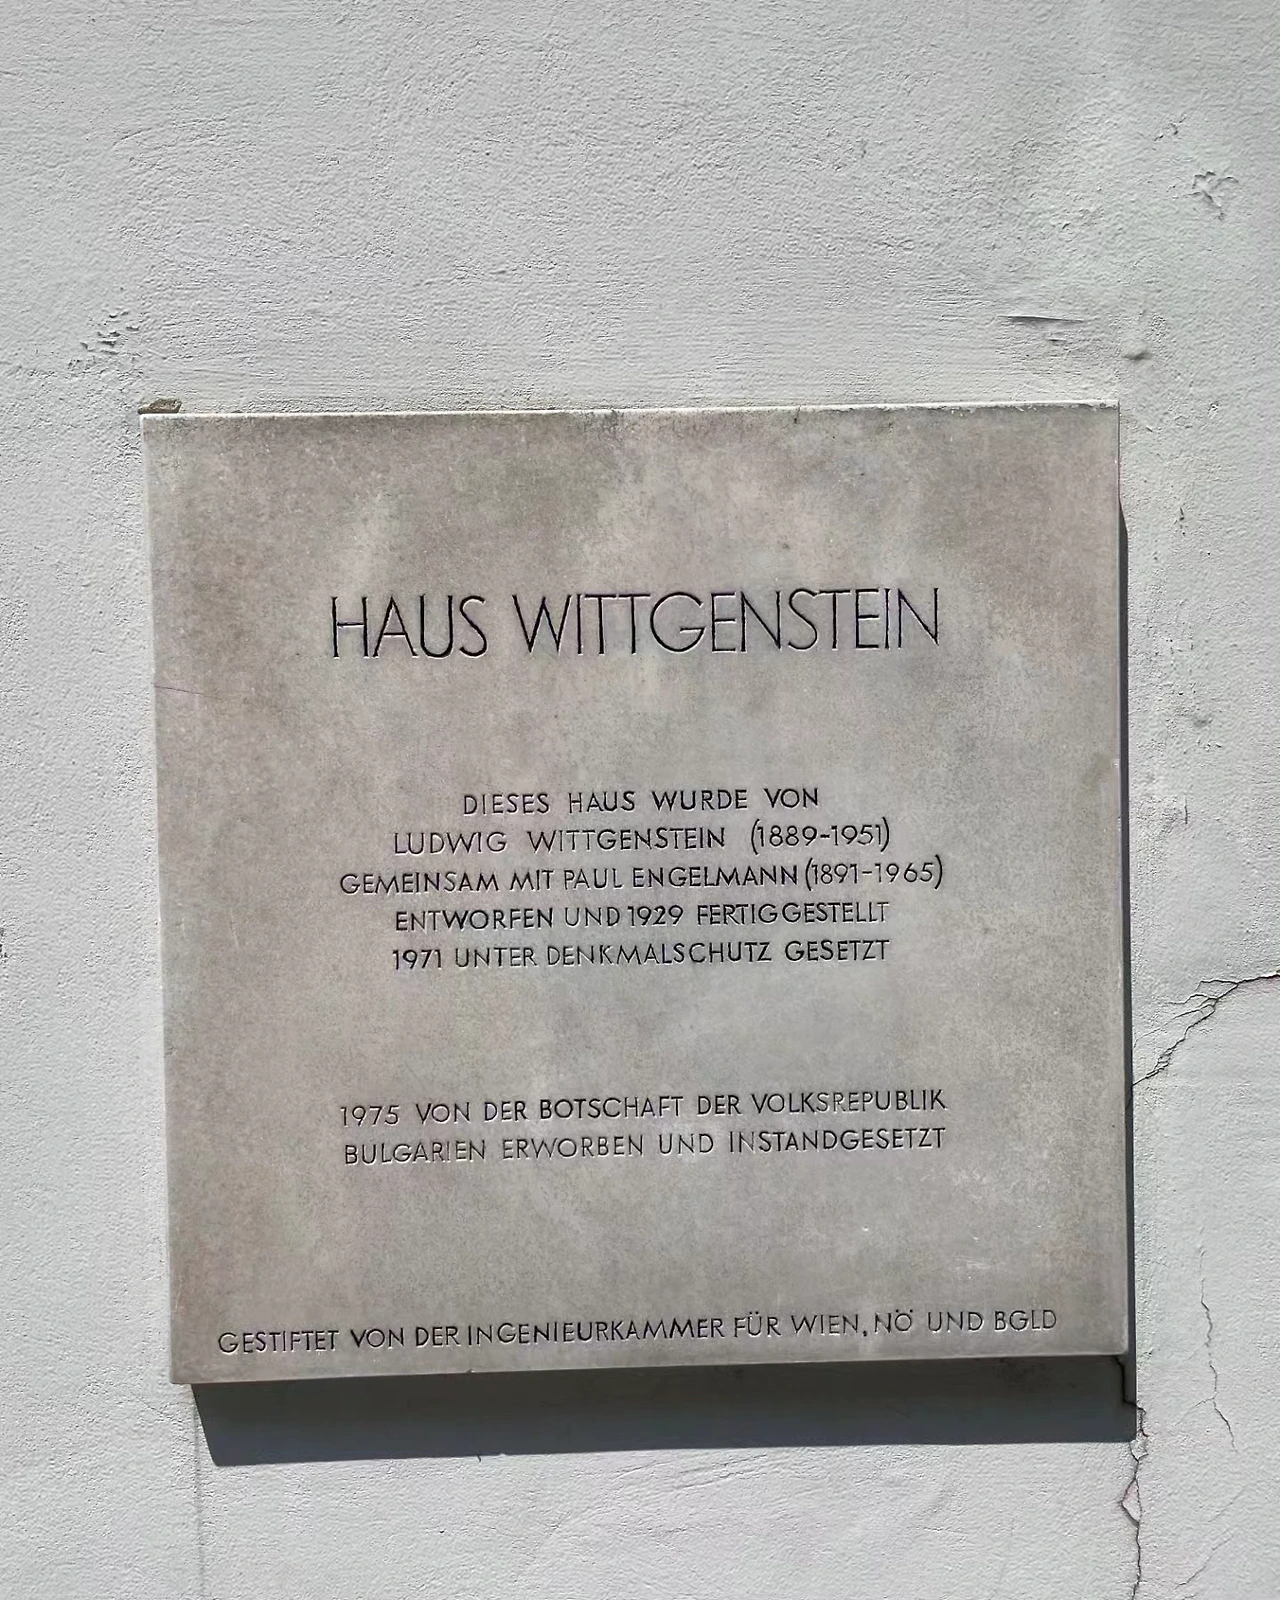 HAUS WITTGENSTEIN
DIESES HAUS WURDE VON
LUDWIG WITTGENSTEIN (1889-1951)
GEMEINSAM MIT PAUL ENGELMANN (1891-1965)
ENTWORFEN UND 1929 FERTIGGESTELLT
1971 UNTER DENKMALSCHUTZ GESETZT
1975 VON DER BOTSCHAFT DER VOLKSREPUBLIK
BULGARIEN ERWORBEN UND INSTANDGESETZT
GESTIFTET VON DER INGENIEURKAMMER FÜR WIEN, NÖ UND BGLD